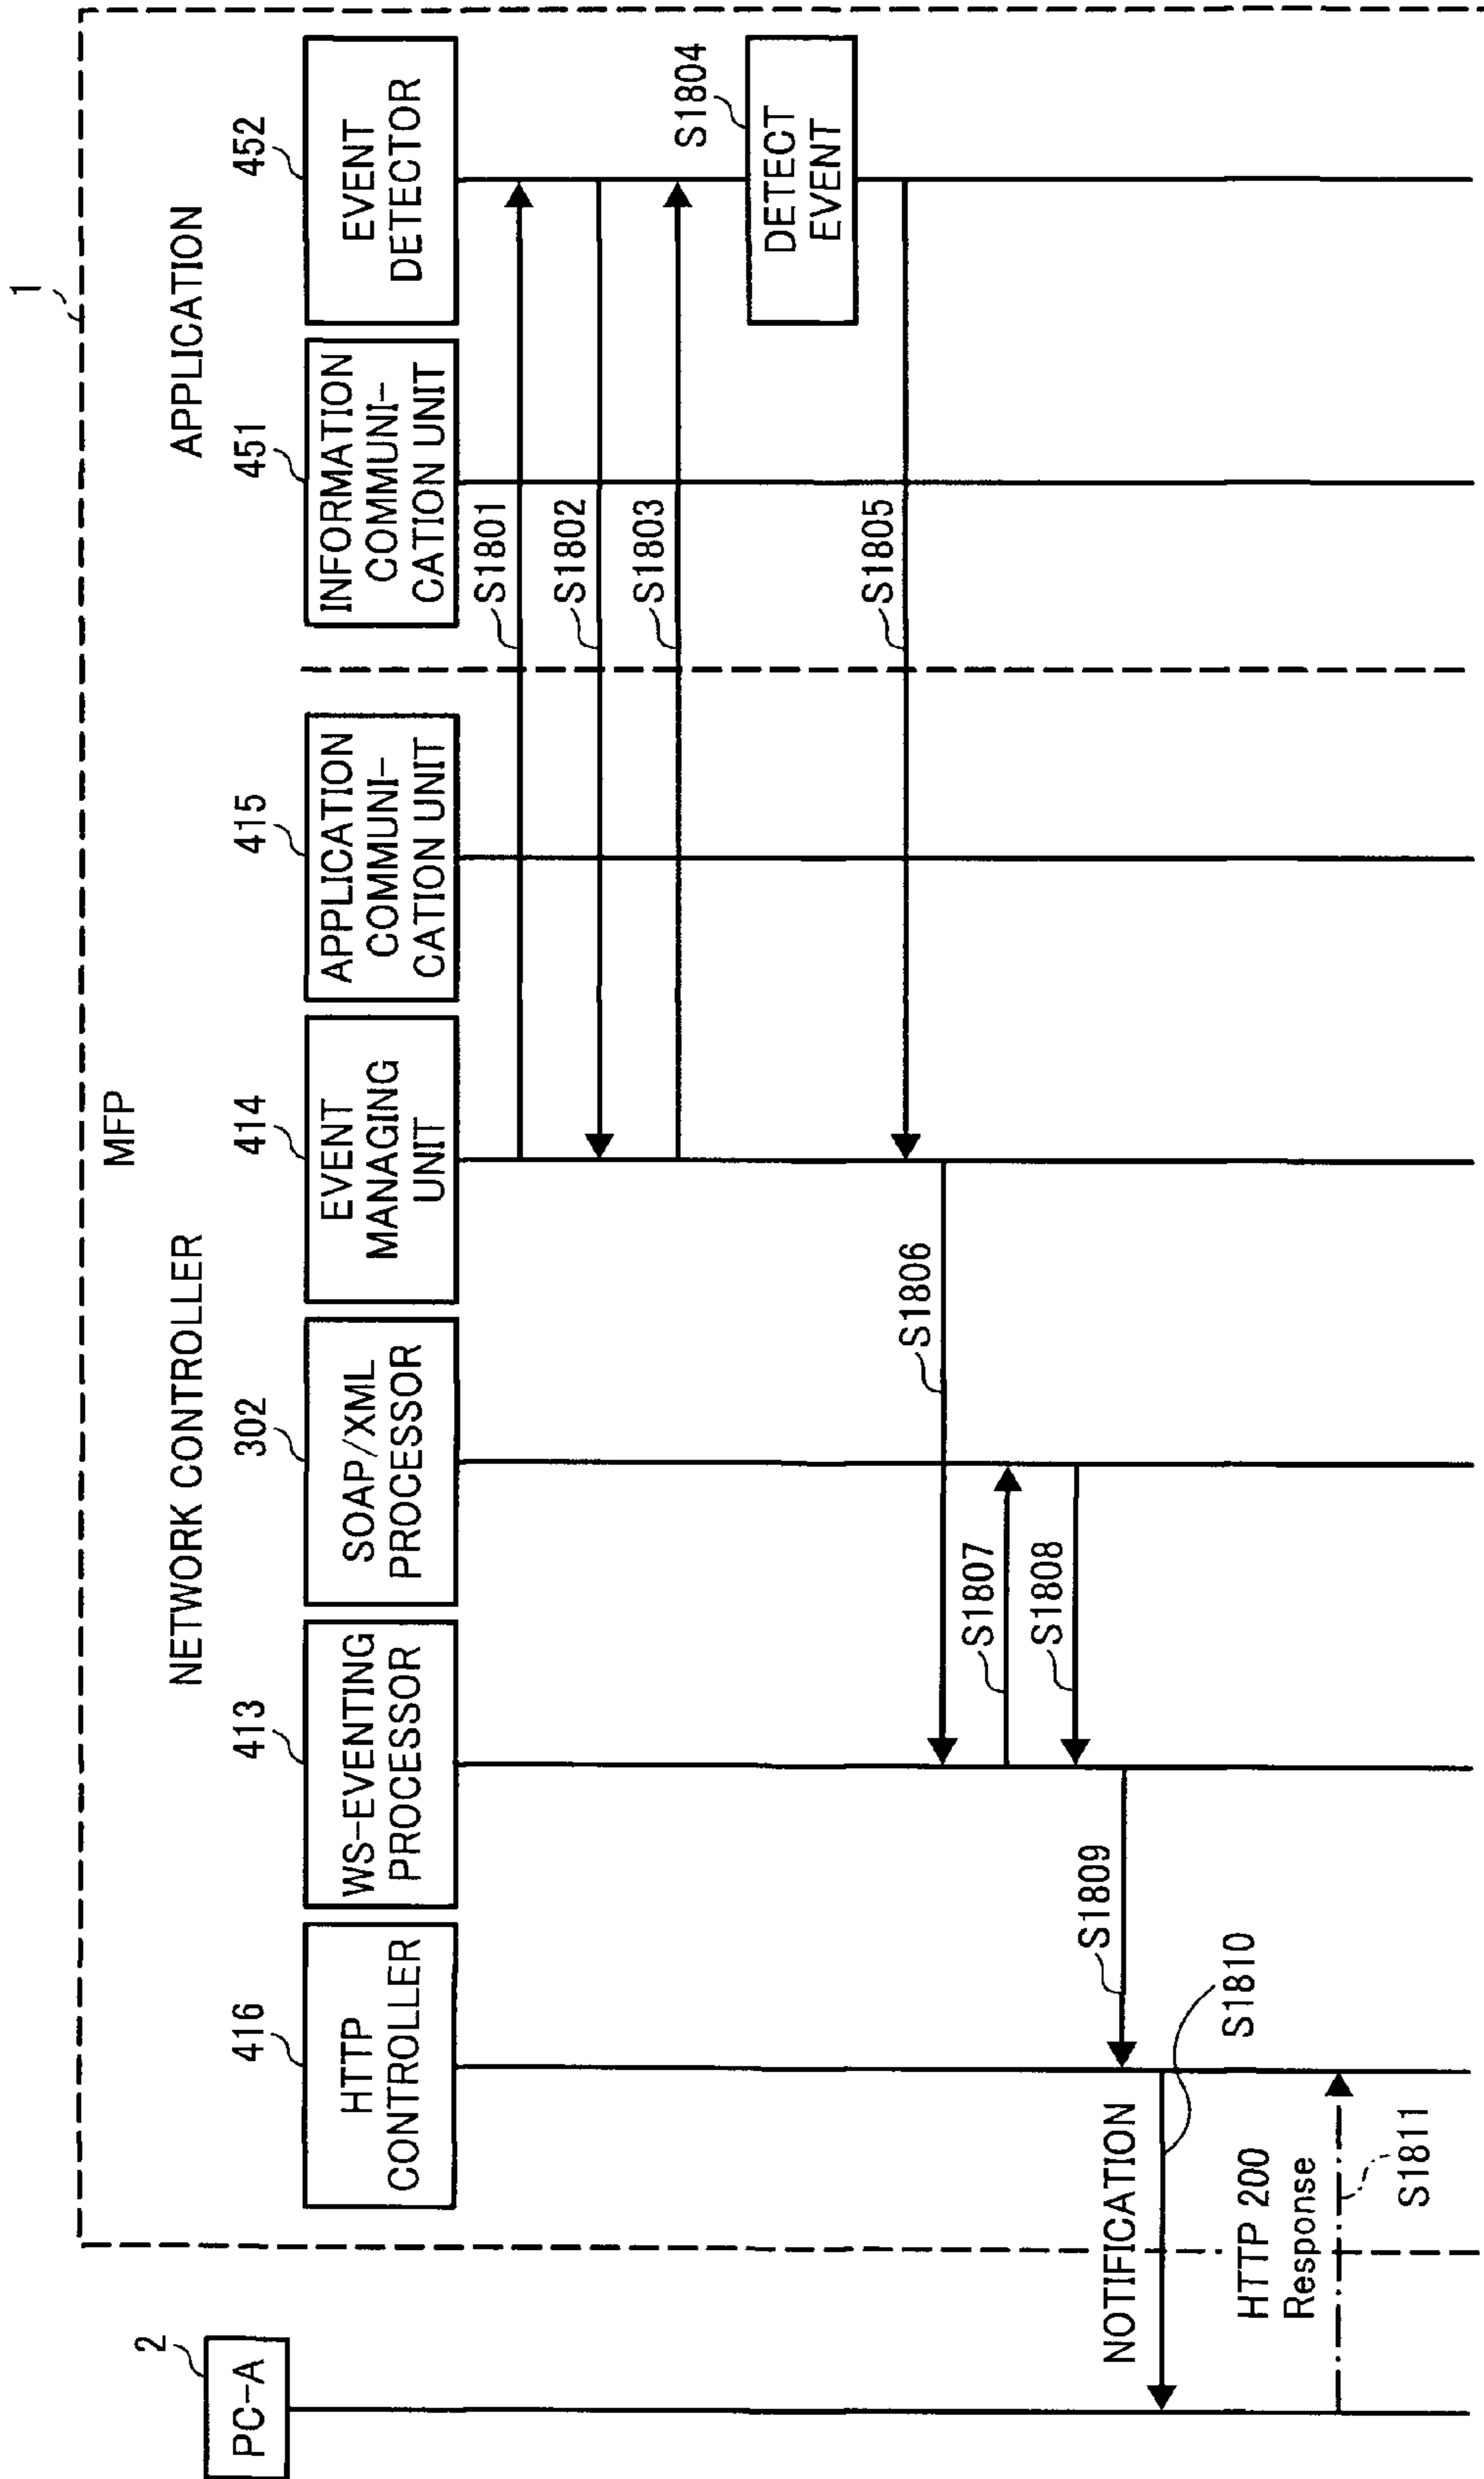 1
MFP
NETWORK CONTROLLER
APPLICATION
2
PC-A
416
HTTP
CONTROLLER
413
WS-EVENTING
PROCESSOR
302
SOAP/XML
PROCESSOR
414
EVENT
MANAGING
UNIT
415
APPLICATION
COMMUNI-
CATION UNIT
451
INFORMATION
COMMUNI-
CATION UNIT
452
EVENT
DETECTOR
S1801
S1802
S1803
S1804
DETECT
EVENT
S1805
S1806
S1807
S1808
S1809
NOTIFICATION
S1810
HTTP 200
Response
S1811